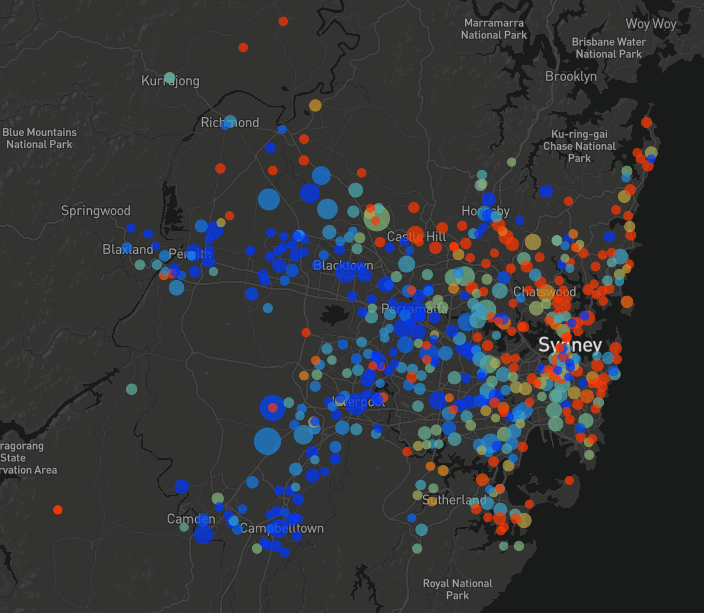 Marramarra
National Park
Woy Woy
Brisbane Water
National Park
Brooklyn
Kurrajong
Richmond
Blue Mountains
National Park
Ku-ring-gai
Chase National
Park
Springwood
Hornsby
Castle Hill
Blaxland
Penrith
Blacktown
Chatswood
Parramatta
Sydney
Liverpool
ragorang
State
rvation Area
Sutherland
Camden
Campbelltown
Royal National
Park